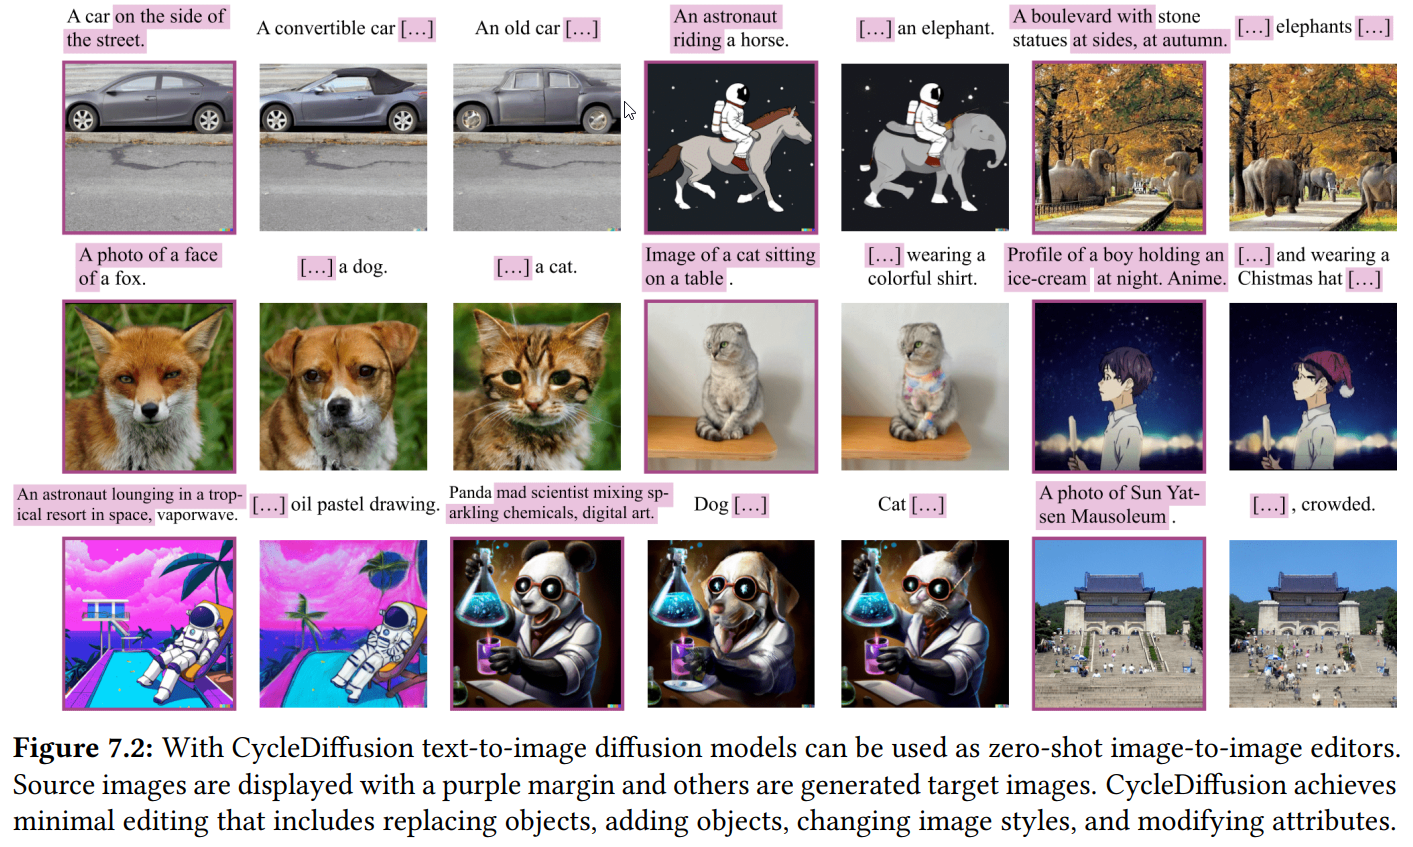 A car on the side of
the street.
A convertible car […]
An old car […]
An astronaut
riding a horse.
[…] an elephant.
A boulevard with stone
statues at sides, at autumn.
[…] elephants […]
A photo of a face
of a fox.
[…] a dog.
[…] a cat.
Image of a cat sitting
on a table .
[…] wearing a
colorful shirt.
Profile of a boy holding an
ice-cream at night. Anime.
[…] and wearing a
Chistmas hat […]
An astronaut lounging in a trop-
ical resort in space, vaporwave.
[…] oil pastel drawing.
Panda mad scientist mixing sp-
arkling chemicals, digital art.
Dog […]
Cat […]
A photo of Sun Yat-
sen Mausoleum .
[…] , crowded.
Figure 7.2: With CycleDiffusion text-to-image diffusion models can be used as zero-shot image-to-image editors.
Source images are displayed with a purple margin and others are generated target images. CycleDiffusion achieves
minimal editing that includes replacing objects, adding objects, changing image styles, and modifying attributes.